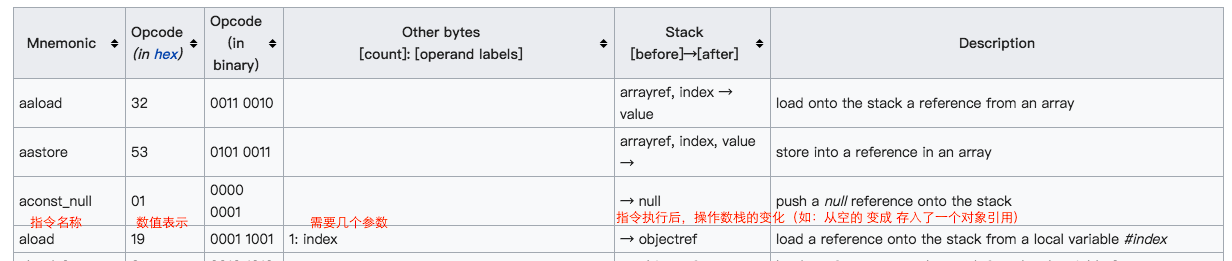 Mnemonic
Opcode
(in hex)
Opcode
(in
binary)
Other bytes
[count]: [operand labels]
Stack
[before]→[after]
Description
aaload
32
0011 0010
arrayref, index →
value
load onto the stack a reference from an array
aastore
53
0101 0011
arrayref, index, value
→
store into a reference in an array
aconst_null
01
0000
0001
→ null
push a null reference onto the stack
指令名称
数值表示
需要几个参数
指令执行后，操作数栈的变化（如：从空的 变成 存入了一个对象引用）
aload
19
0001 1001
1: index
→ objectref
load a reference onto the stack from a local variable #index